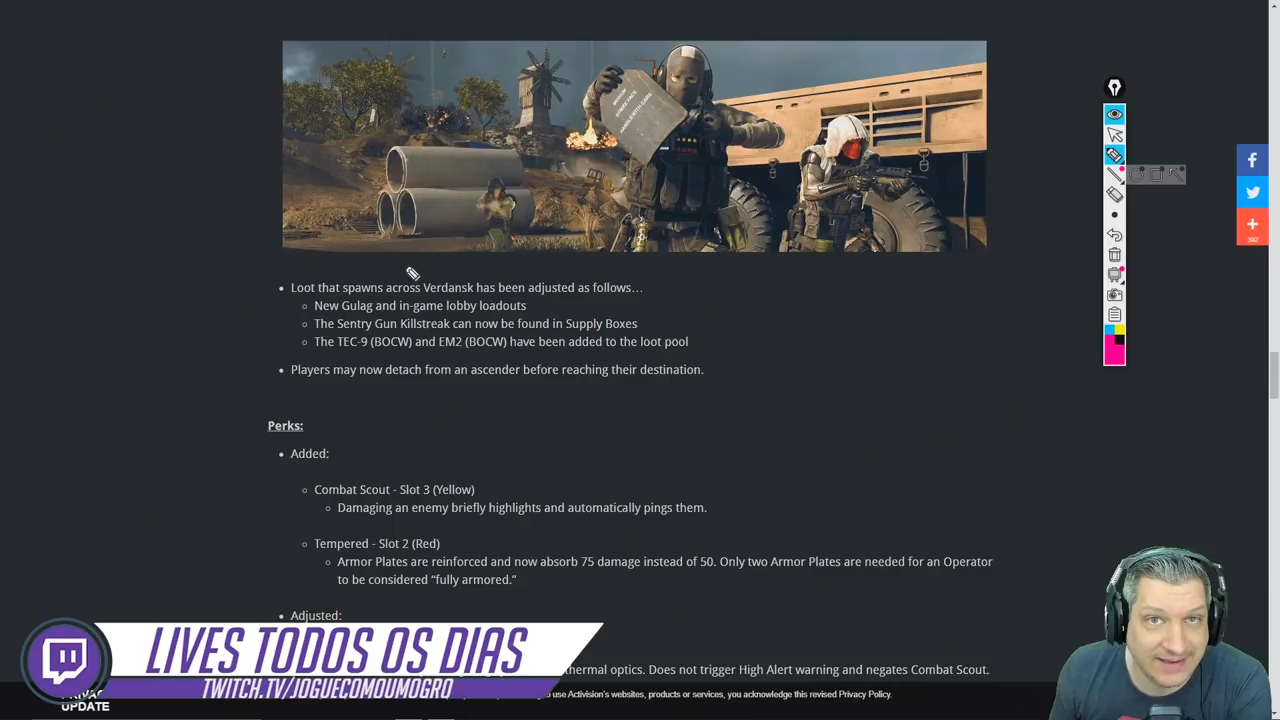 HANDLE WITH CARE
Loot that spawns across Verdansk has been adjusted as follows…
New Gulag and in-game lobby loadouts
The Sentry Gun Killstreak can now be found in Supply Boxes
The TEC-9 (BOCW) and EM2 (BOCW) have been added to the loot pool
Players may now detach from an ascender before reaching their destination.
Perks:
Added:
Combat Scout - Slot 3 (Yellow)
Damaging an enemy briefly highlights and automatically pings them.
Tempered - Slot 2 (Red)
Armor Plates are reinforced and now absorb 75 damage instead of 50. Only two Armor Plates are needed for an Operator
to be considered “fully armored.”
Adjusted:
thermal optics. Does not trigger High Alert warning and negates Combat Scout.
LIVES TODOS OS DIAS
TWITCH.TV/JOGUECOMOUMOGRO
to use Activision's websites, products or services, you acknowledge this revised Privacy Policy.
UPDATE
392